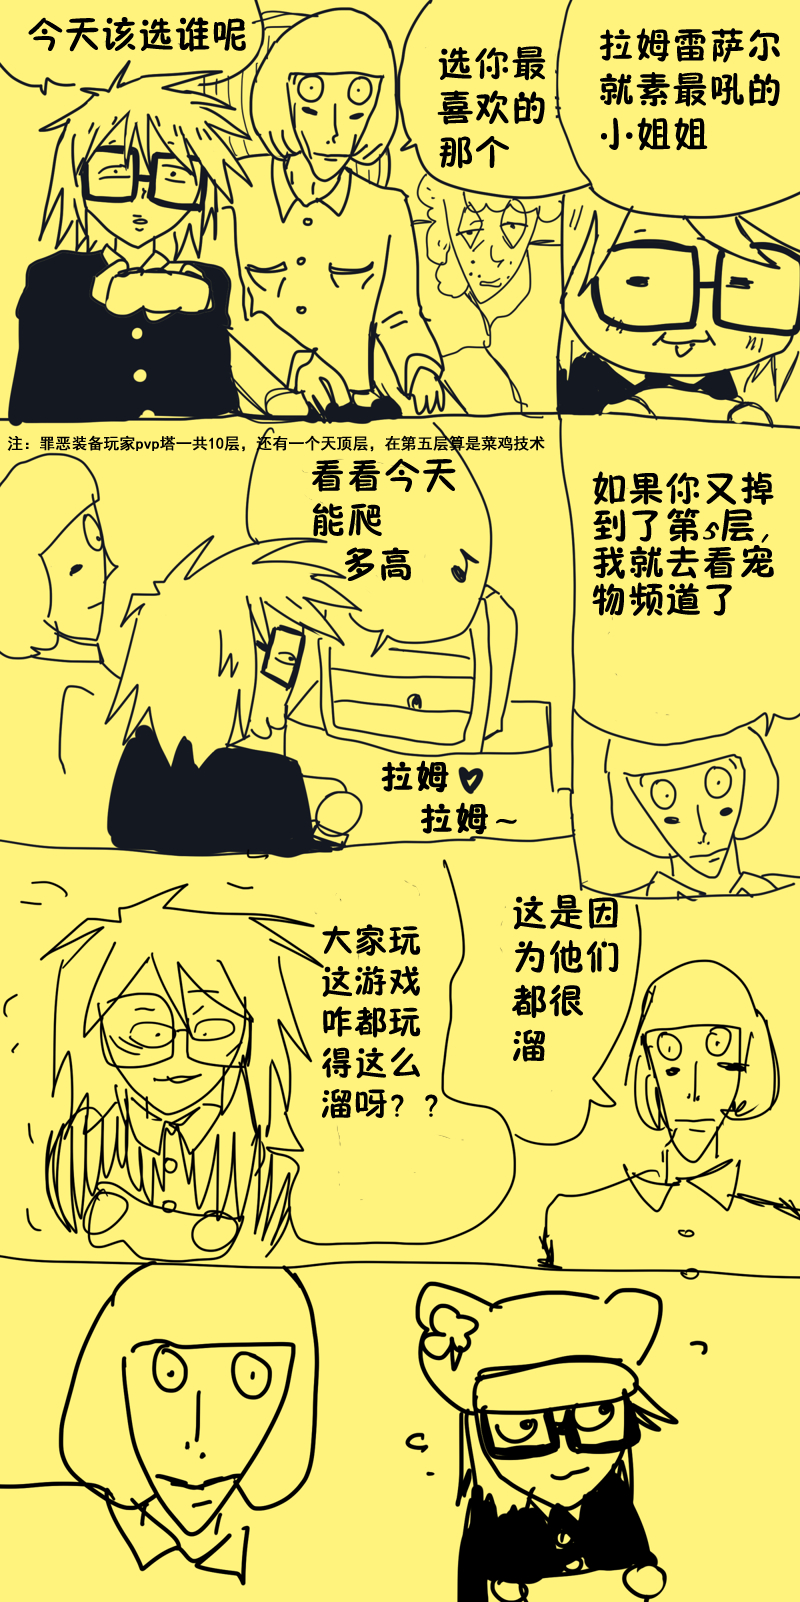 今天该选谁呢
选你最
喜欢的
那个
拉姆雷萨尔
就素最吼的
小姐姐
注：罪恶装备玩家pvp塔一共10层，还有一个天顶层，在第五层算是菜鸡技术
看看今天
能爬
多高
如果你又掉
到了第5层，
我就去看宠
物频道了
拉姆
拉姆~
大家玩
这游戏
咋都玩
得这么
溜呀？？
这是因
为他们
都很
溜